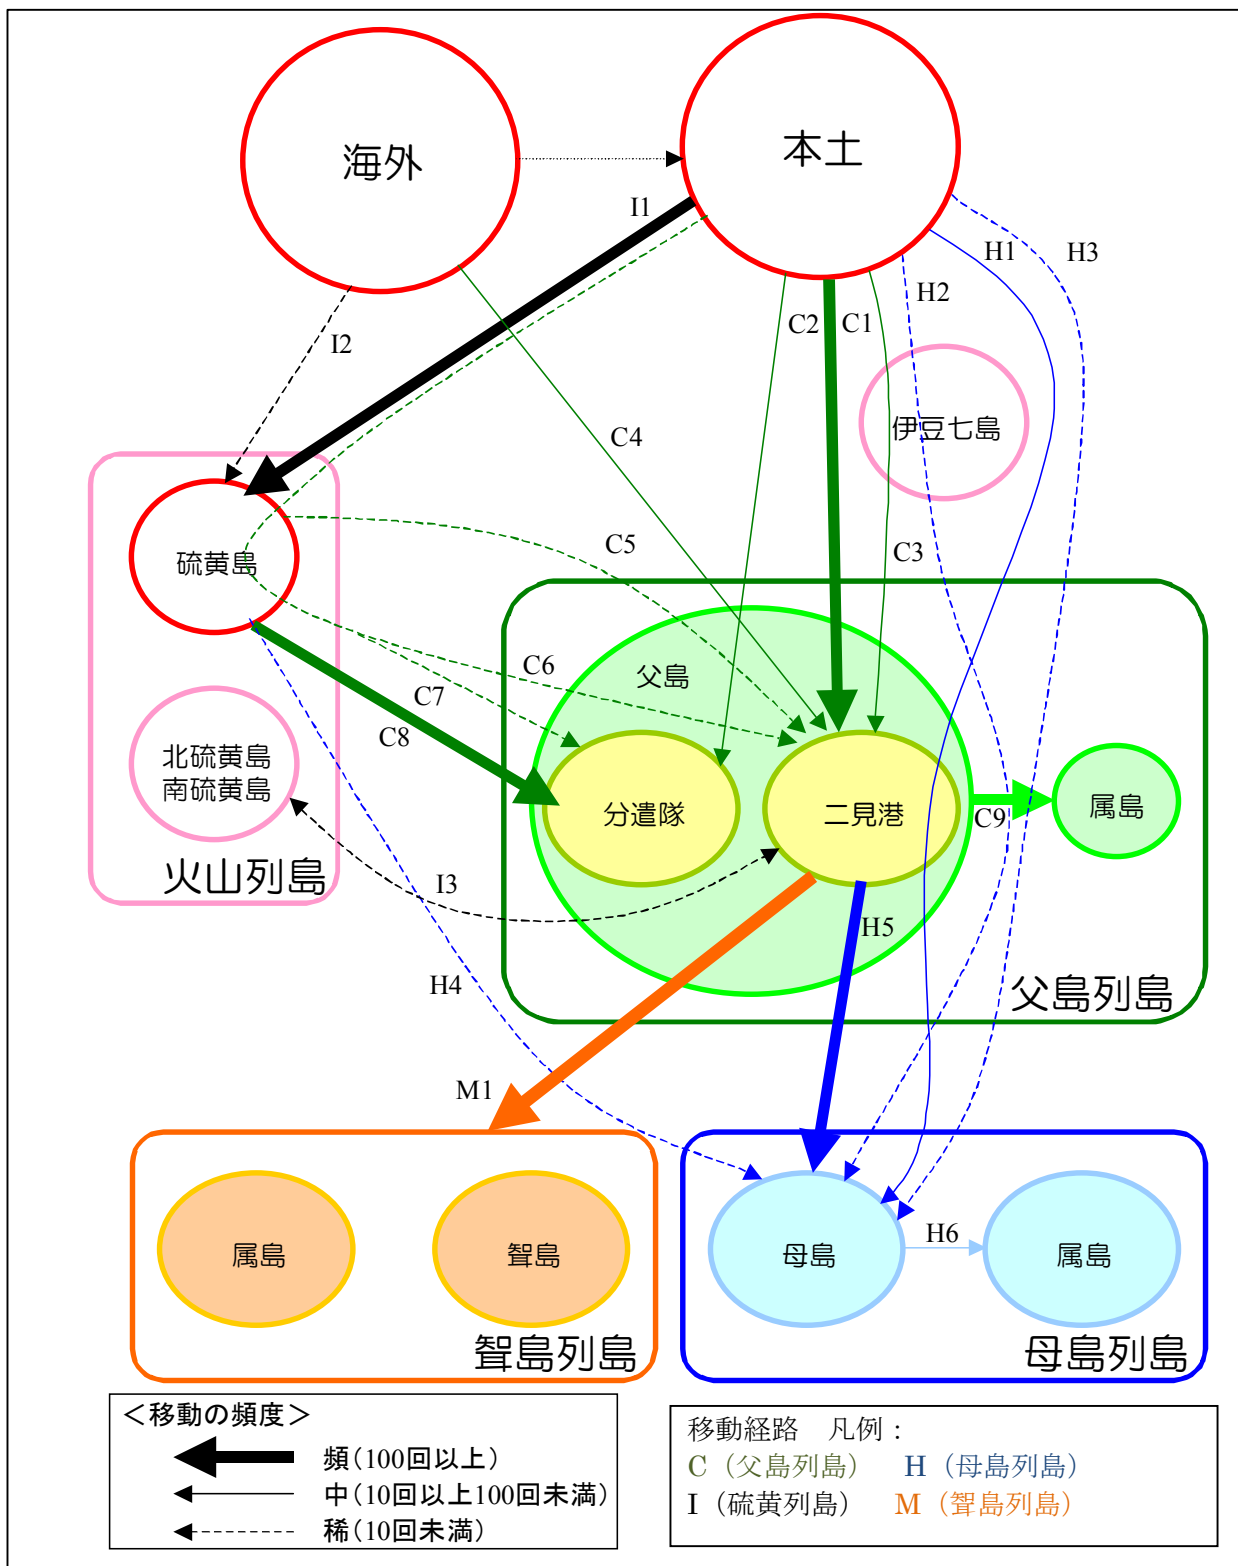 海外
本土
I1
H1
H3
H2
I2
C2
C1
C4
伊豆七島
C5
C3
硫黄島
父島
C6
C7
C8
北硫黄島
南硫黄島
分遣隊
二見港
属島
C9
火山列島
I3
H5
H4
父島列島
M1
属島
聟島
母島
H6
属島
聟島列島
母島列島
<移動の頻度>
頻(100回以上)
中(10回以上100回未満)
稀(10回未満)
移動経路 凡例:
C(父島列島) H(母島列島)
I(硫黄列島) M(聟島列島)